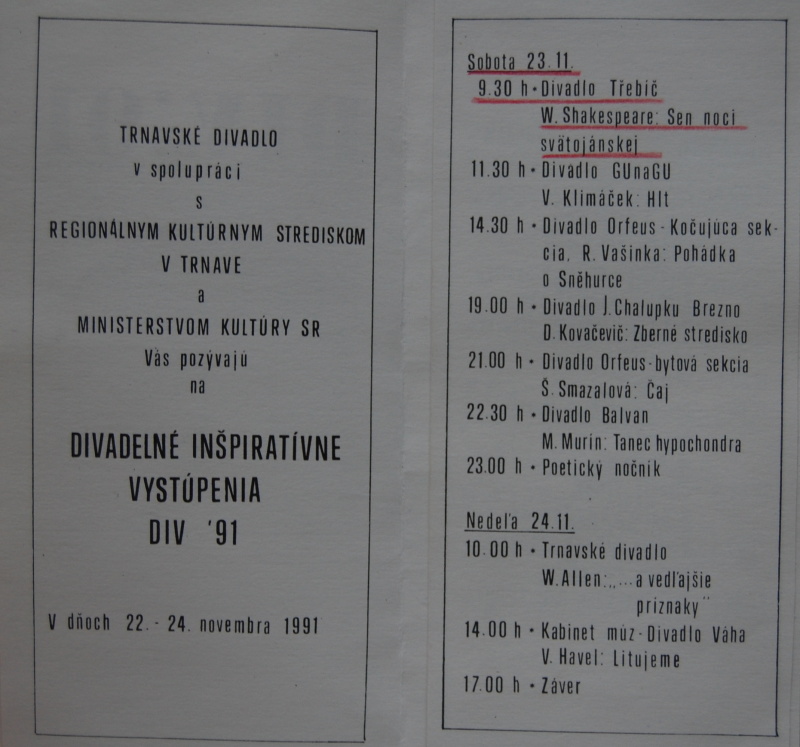 TRNAVSKÉ DIVADLO
v spolupráci
s
REGIONÁLNYM KULTÚRNYM STREDISKOM
V TRNAVE
a
MINISTERSTVOM KULTÚRY SR
Vás pozývajú
na
DIVADELNÉ INŠPIRATÍVNE
VYSTÚPENIA
DIV '91
V dňoch 22. - 24. novembra 1991
Sobota 23.11.
9.30 h • Divadlo Třebíč
W. Shakespeare: Sen noci
svätojánskej
11.30 h • Divadlo GUnaGU
V. Klimáček: Hlt
14.30 h • Divadlo Orfeus - Kočujúca sek-
cia, R. Vašinka: Pohádka
o Sněhurce
19.00 h • Divadlo J. Chalupku Brezno
D. Kovačevič: Zberné stredisko
21.00 h • Divadlo Orfeus - bytová sekcia
Š. Smazalová: Čaj
22.30 h • Divadlo Balvan
M. Murin: Tanec hypochondra
23.00 h • Poetický nočník
Nedeľa 24.11.
10.00 h • Trnavské divadlo
W. Allen: „... a vedľajšie
priznaky"
14.00 h • Kabinet múz - Divadlo Váha
V. Havel: Litujeme
17.00 h • Záver